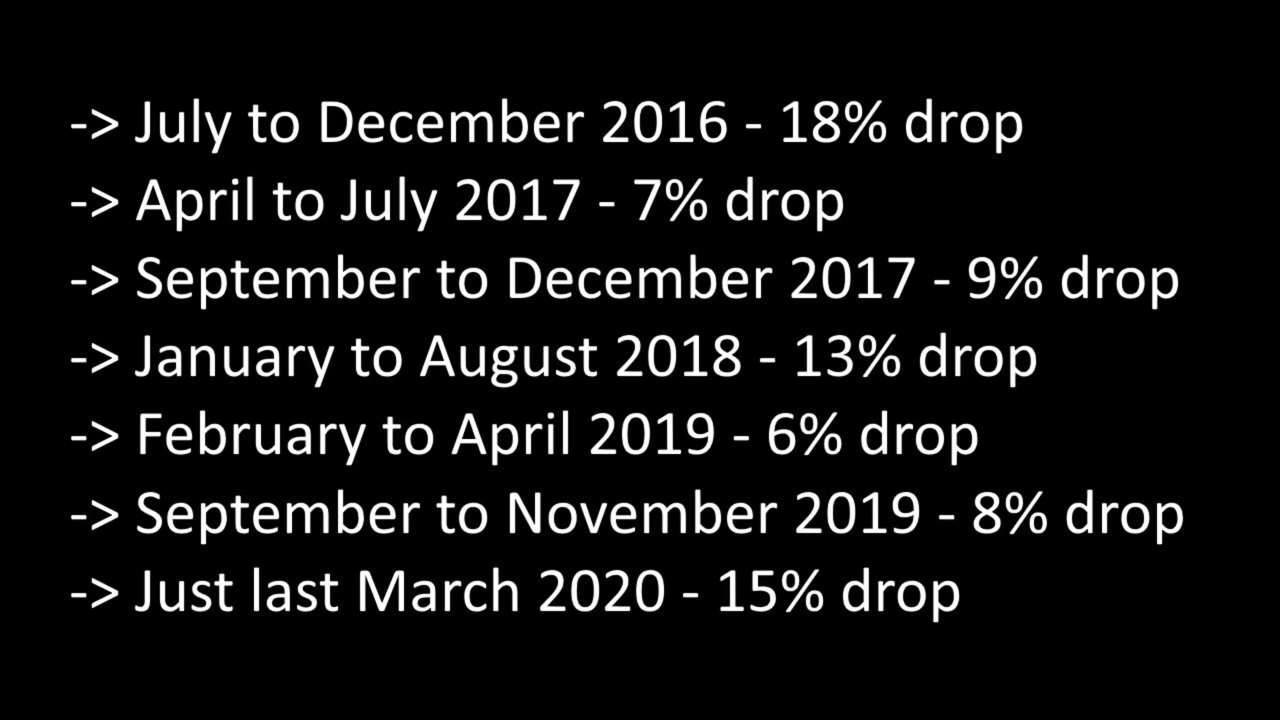 -> July to December 2016 - 18% drop
-> April to July 2017 - 7% drop
-> September to December 2017 - 9% drop
-> January to August 2018 - 13% drop
-> February to April 2019 - 6% drop
-> September to November 2019 - 8% drop
-> Just last March 2020 - 15% drop